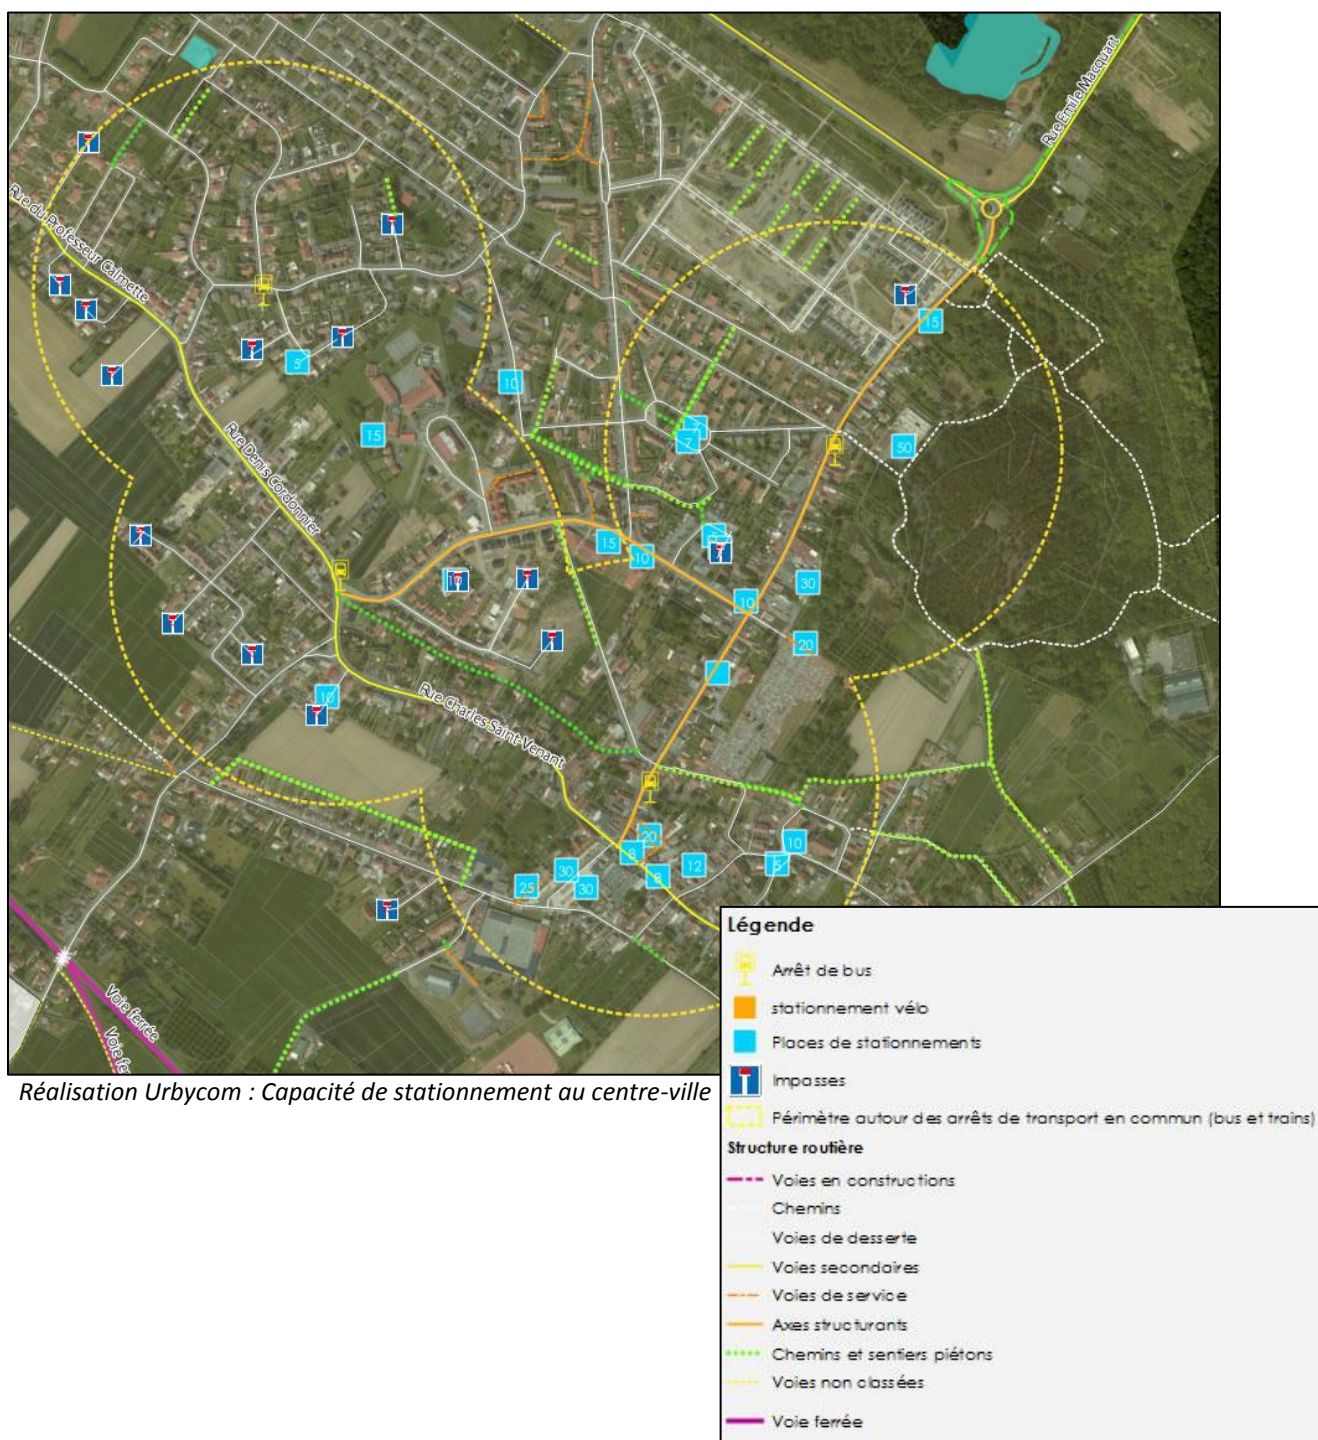 Rue Emile Macquart
Rue du Professeur Calmette
15
5
10
15
7
7
50
Rue Denis Cordonnier
15
10
30
10
20
10
Rue Charles Saint-Venant
20
8
10
30
12
5
25
30
8
Voie ferrée
Voie fer
Réalisation Urbycom : Capacité de stationnement au centre-ville
Légende
Arrêt de bus
stationnement vélo
Places de stationnements
Impasses
Périmètre autour des arrêts de transport en commun (bus et trains)
Structure routière
Voies en constructions
Chemins
Voies de desserte
Voies secondaires
Voies de service
Axes structurants
Chemins et sentiers piétons
Voies non classées
Voie ferrée